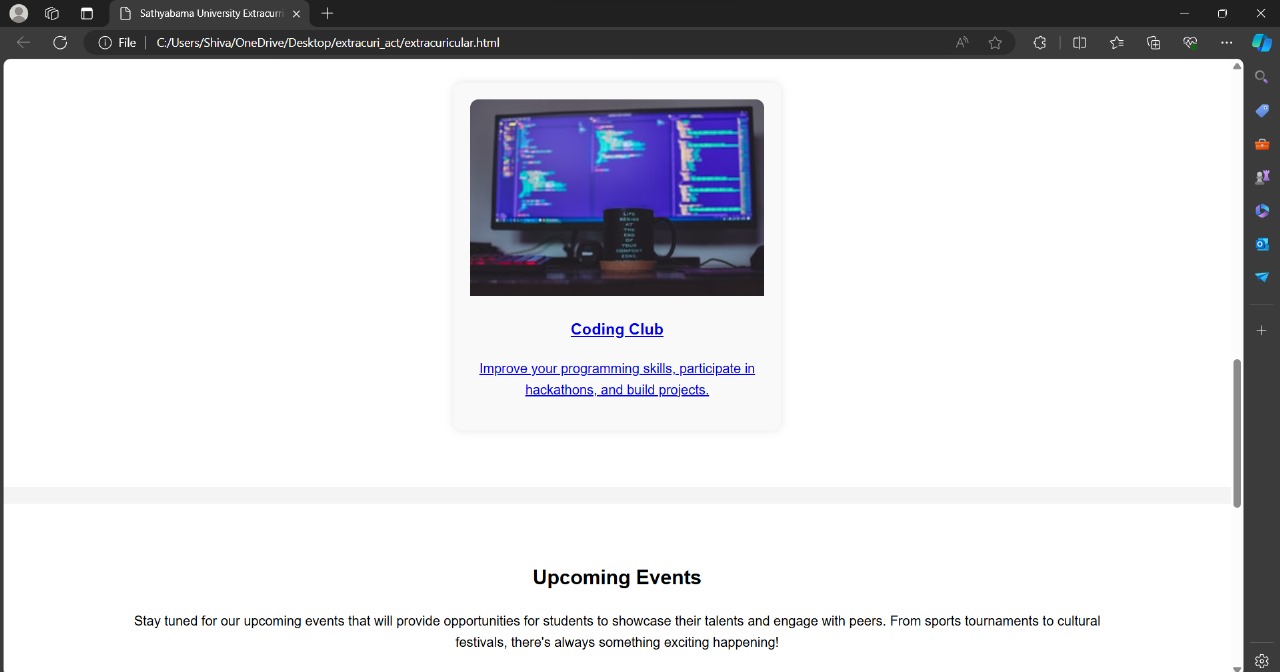 Sathyabama University Extracurri
File
C:/Users/Shiva/OneDrive/Desktop/extracuri_act/extracuricular.html
LIFE
BEGINS
AT
THE
END
OF
YOUR
COMFORT
ZONE.
Coding Club
Improve your programming skills, participate in
hackathons, and build projects.
Upcoming Events
Stay tuned for our upcoming events that will provide opportunities for students to showcase their talents and engage with peers. From sports tournaments to cultural
festivals, there's always something exciting happening!